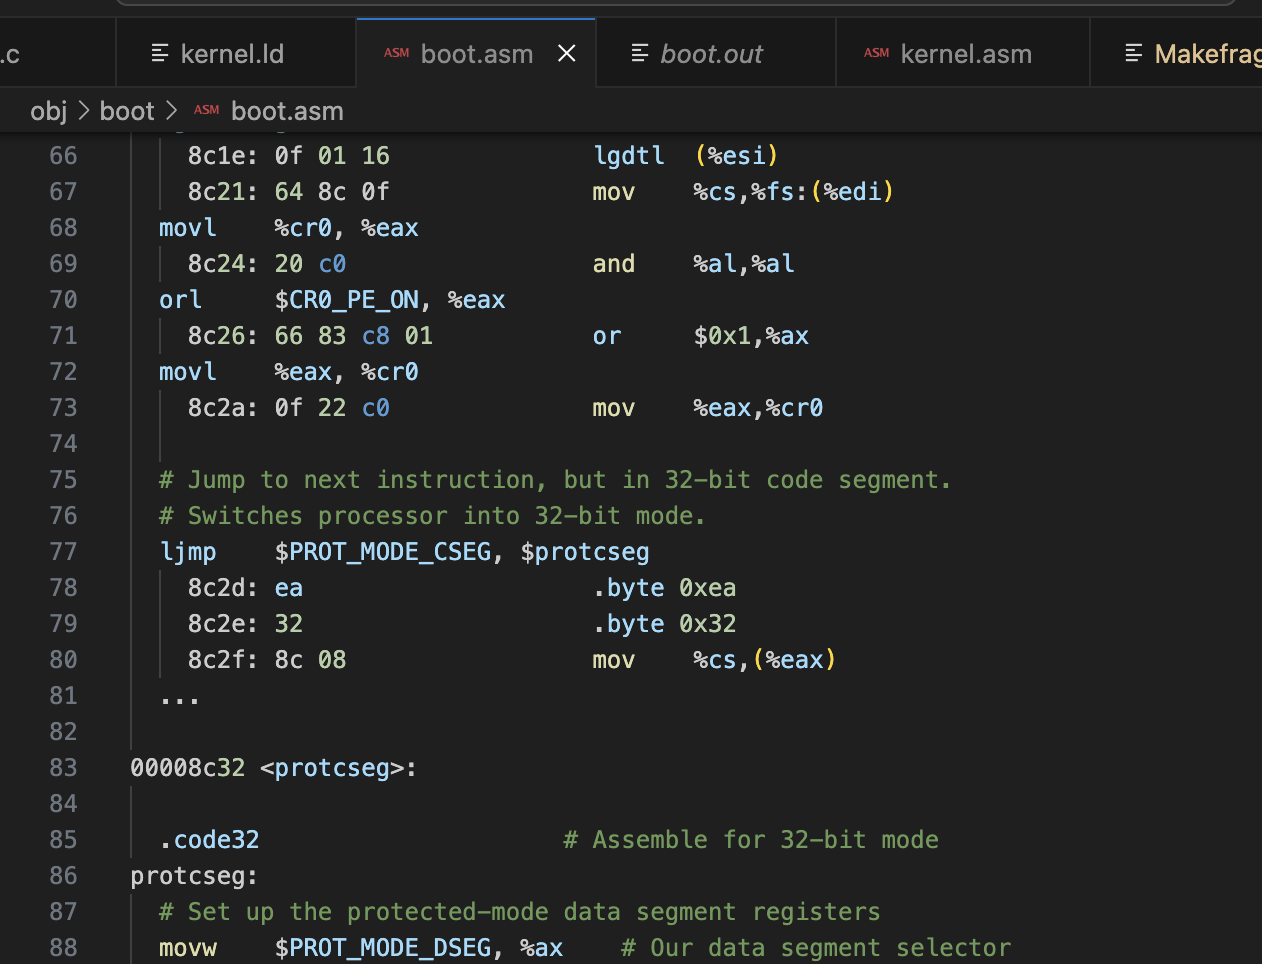 .c kernel.ld ASM boot.asm boot.out ASM kernel.asm Makefrag
obj > boot > ASM boot.asm
66 8c1e: 0f 01 16 lgdtl (%esi)
67 8c21: 64 8c 0f mov %cs,%fs:(%edi)
68 movl %cr0, %eax
69 8c24: 20 c0 and %al,%al
70 orl $CR0_PE_ON, %eax
71 8c26: 66 83 c8 01 or $0x1,%ax
72 movl %eax, %cr0
73 8c2a: 0f 22 c0 mov %eax,%cr0
74
75 # Jump to next instruction, but in 32-bit code segment.
76 # Switches processor into 32-bit mode.
77 ljmp $PROT_MODE_CSEG, $protcseg
78 8c2d: ea .byte 0xea
79 8c2e: 32 .byte 0x32
80 8c2f: 8c 08 mov %cs,(%eax)
81 ...
82
83 00008c32 <protcseg>:
84
85 .code32 # Assemble for 32-bit mode
86 protcseg:
87 # Set up the protected-mode data segment registers
88 movw $PROT_MODE_DSEG, %ax # Our data segment selector